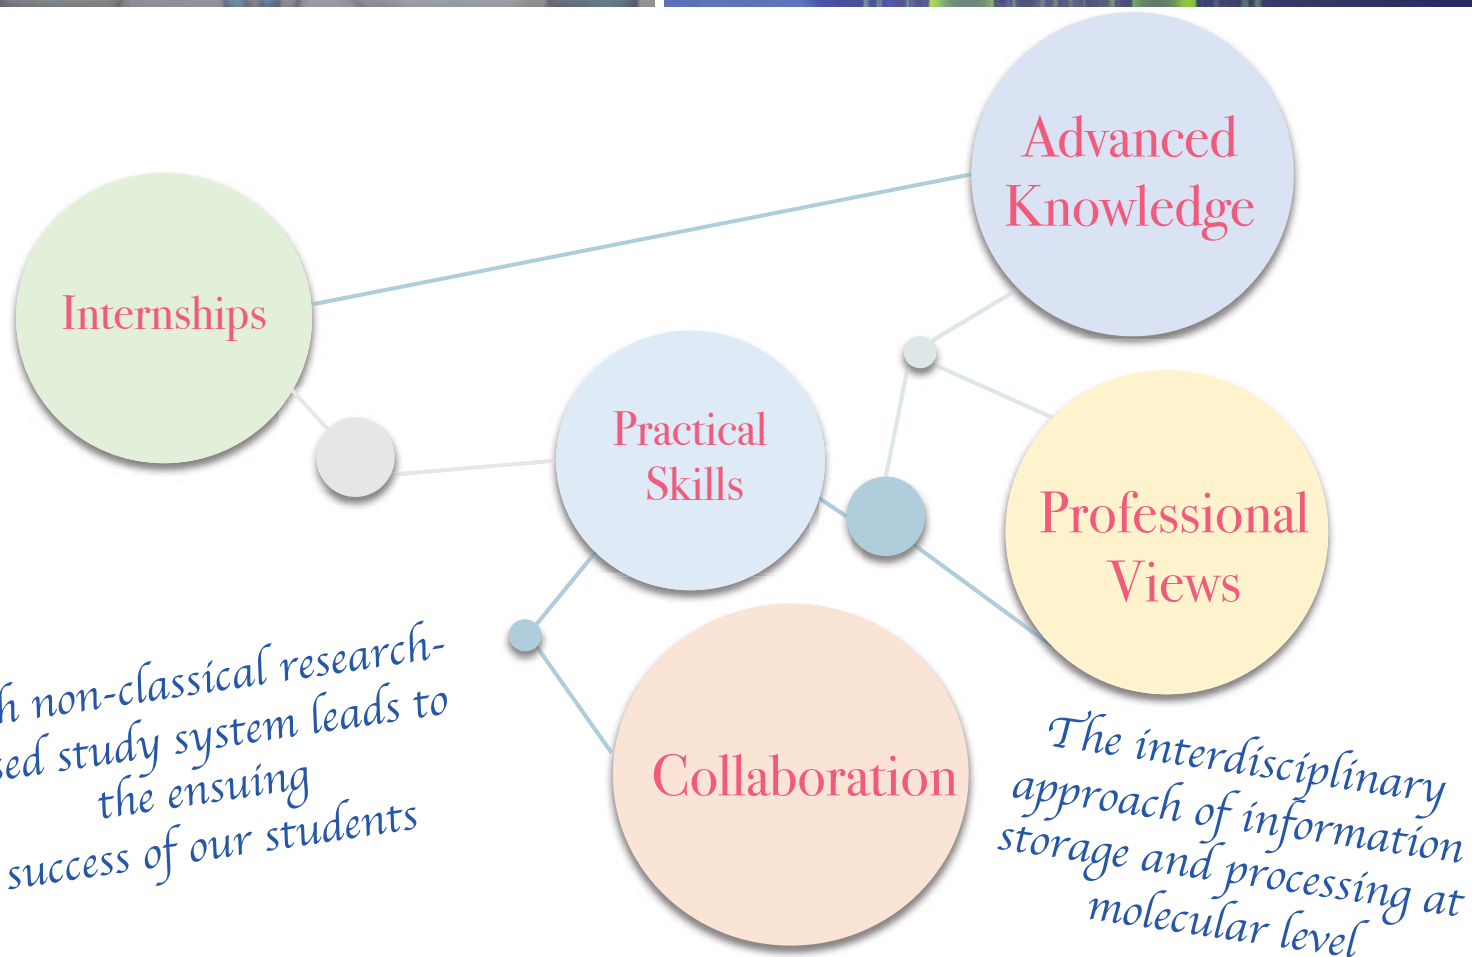 Advanced
Knowledge
Internships
Practical
Skills
Professional
Views
Collaboration
non-classical research-
study system leads to
the ensuing
success of our students
The interdisciplinary
approach of information
storage and processing at
molecular level